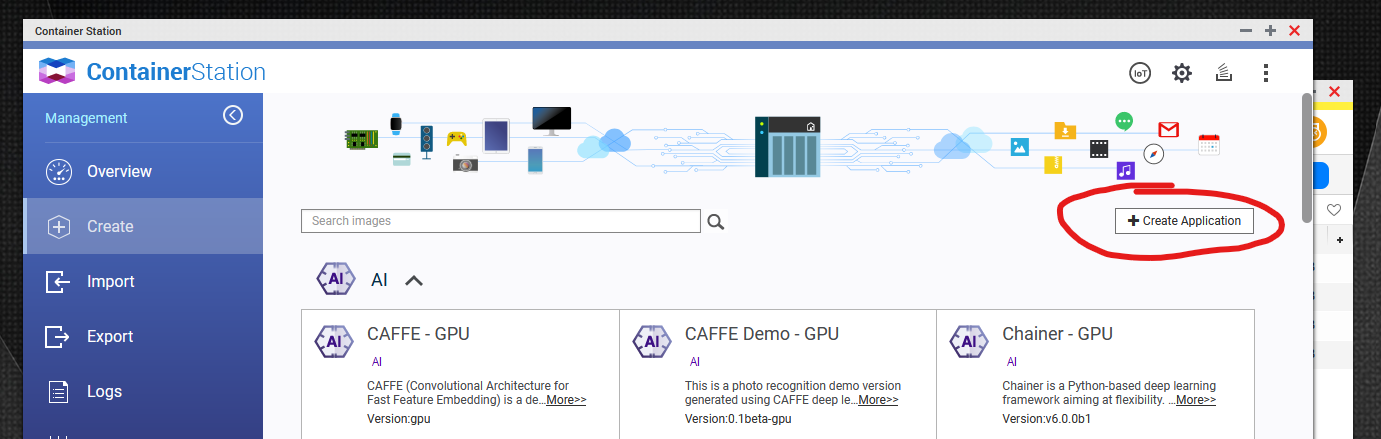 Container Station
ContainerStation
IoT
Management
Overview
Create
Import
Export
Logs
Search images
+ Create Application
AI
AI
CAFFE - GPU
AI
CAFFE (Convolutional Architecture for
Fast Feature Embedding) is a de...More>>
Version:gpu
AI
CAFFE Demo - GPU
AI
This is a photo recognition demo version
generated using CAFFE deep le...More>>
Version:0.1beta-gpu
AI
Chainer - GPU
AI
Chainer is a Python-based deep learning
framework aiming at flexibility. ...More>>
Version:v6.0.0b1